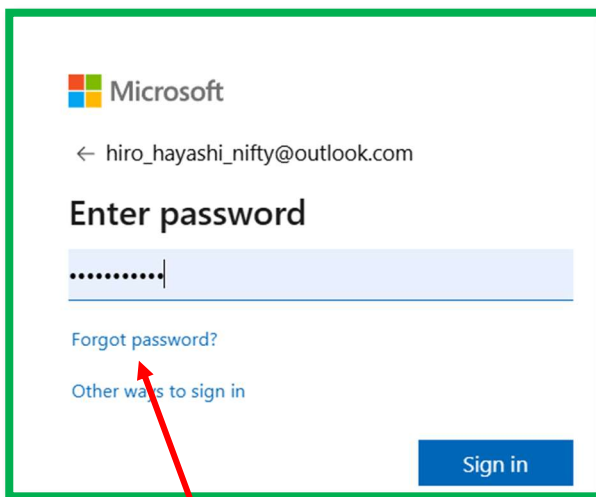 Microsoft
← hiro_hayashi_nifty@outlook.com
Enter password
•••••••••••
Forgot password?
Other ways to sign in
Sign in